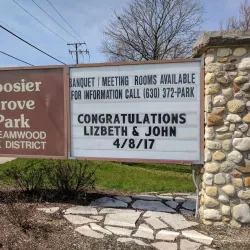 oosier
rove
Park
REAMWOOD
K DISTRICT
BANQUET / MEETING ROOMS AVAILABLE
FOR INFORMATION CALL (630) 372-PARK
CONGRATULATIONS
LIZBETH & JOHN
4/8/17